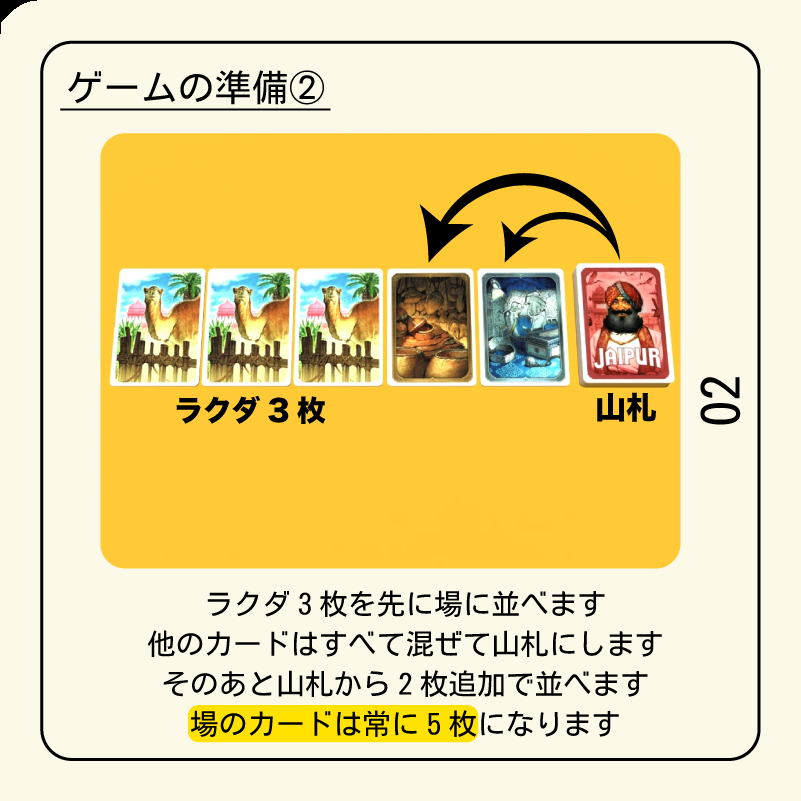 ゲームの準備②
JAIPUR
ラクダ3枚
山札
02
ラクダ3枚を先に場に並べます
他のカードはすべて混ぜて山札にします
そのあと山札から2枚追加で並べます
場のカードは常に5枚になります